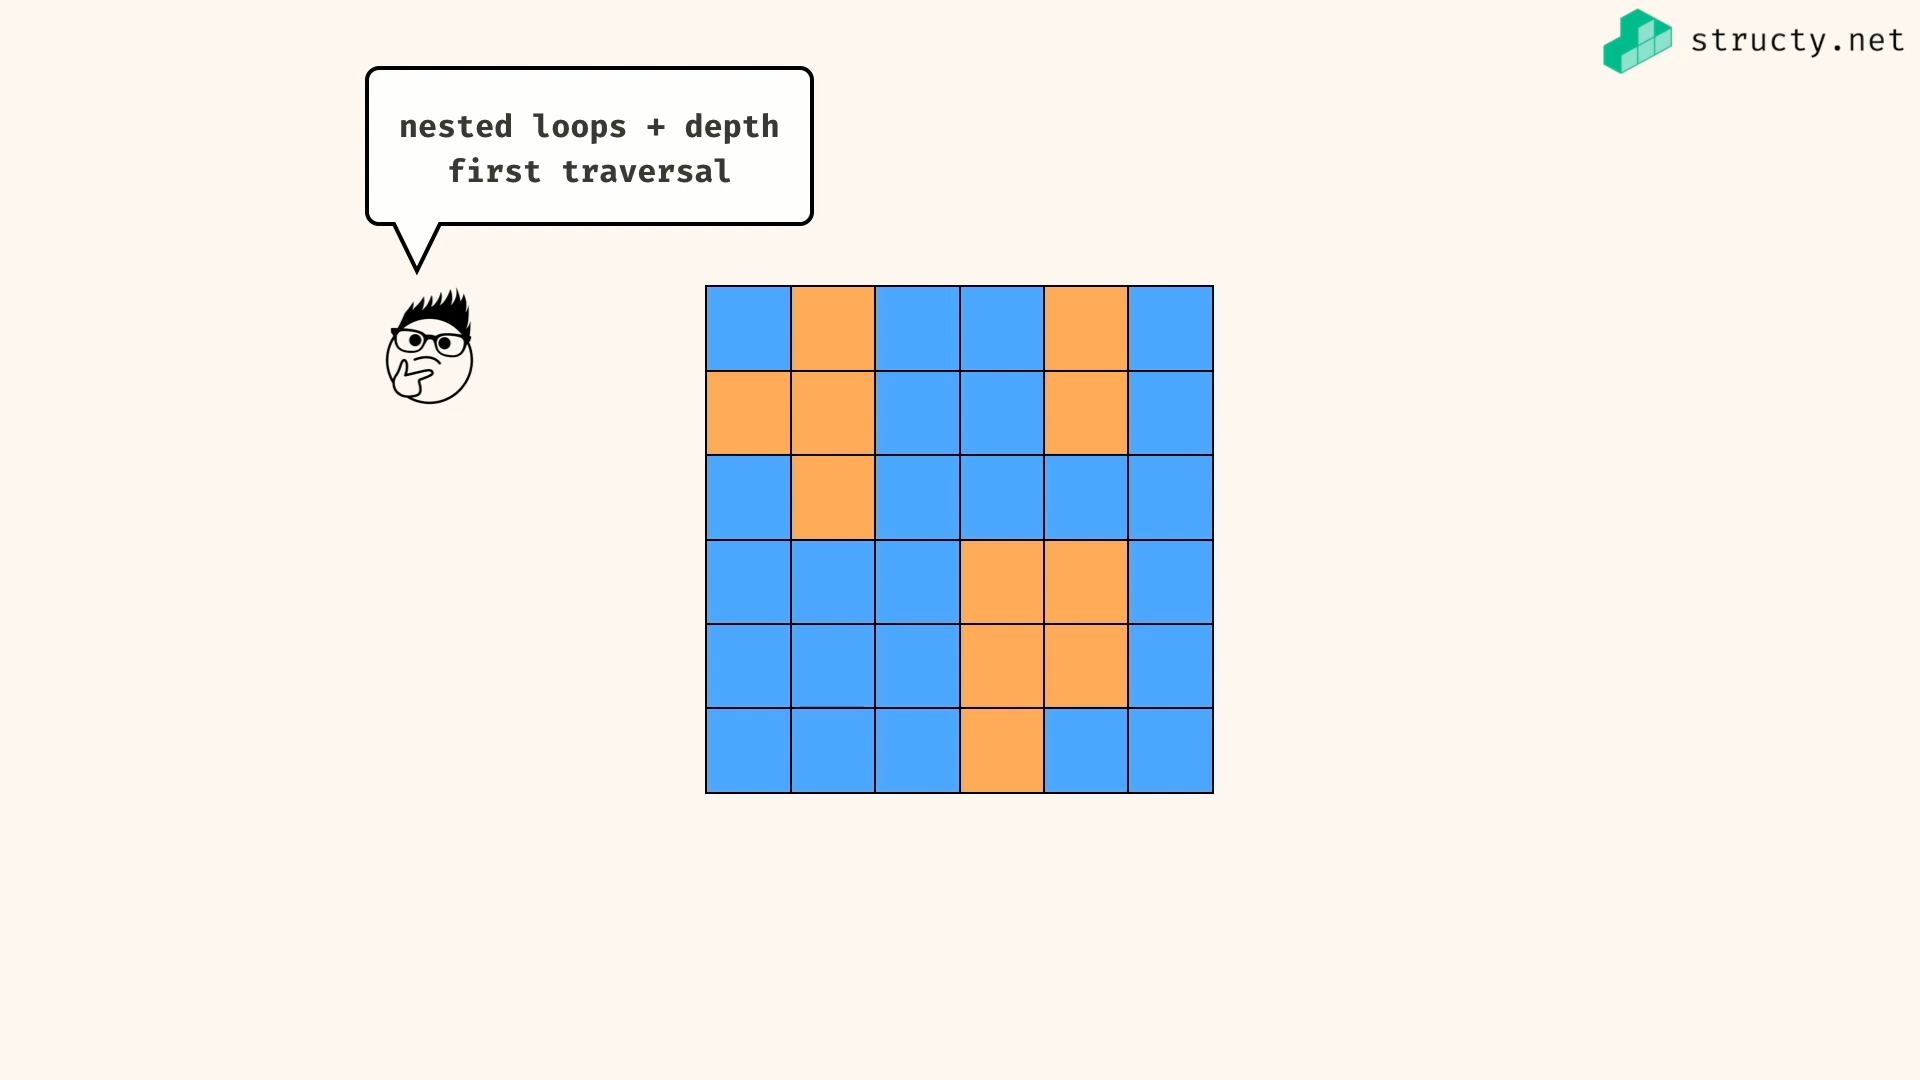 structy.net
nested loops + depth
first traversal